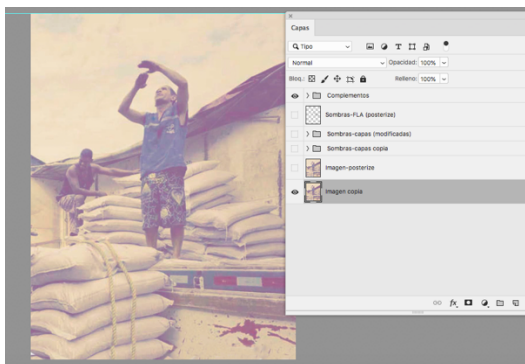 Capas
Tipo
Normal
Opacidad: 100%
Bloq.:
Relleno: 100%
Complementos
Sombras-FLA (posterize)
Sombras-capas (modificadas)
Sombras-capas copia
Imagen-posterize
Imagen copia
fx